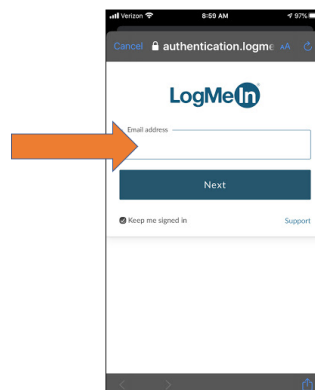 Verizon 8:59 AM 97%
Cancel authentication.logme AA
LogMeIn
Email address
Next
Keep me signed in Support